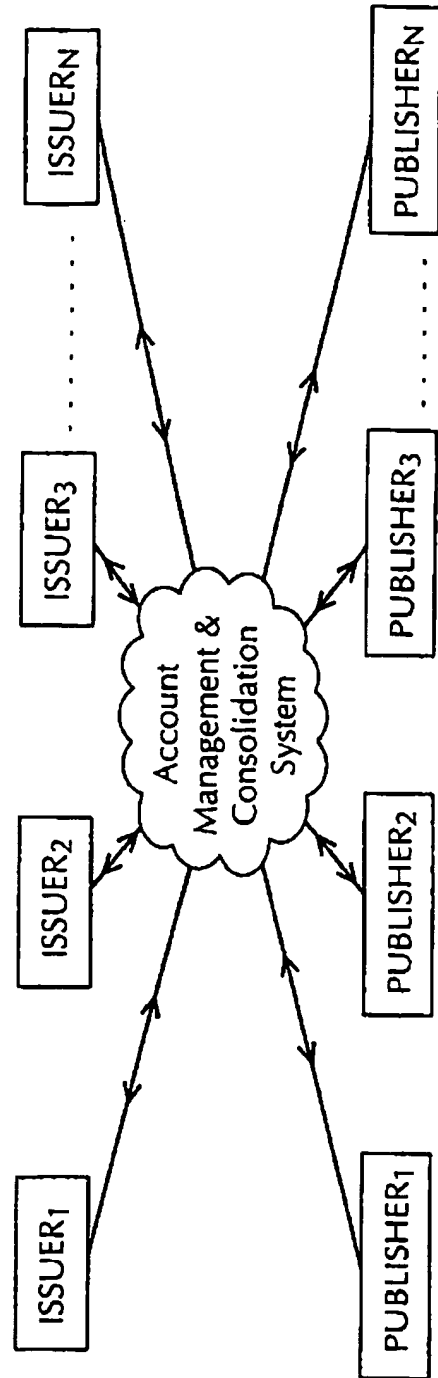 ISSUER₁
ISSUER₂
ISSUER₃
ISSUERN
Account
Management &
Consolidation
System
PUBLISHER₁
PUBLISHER₂
PUBLISHER₃
PUBLISHERN